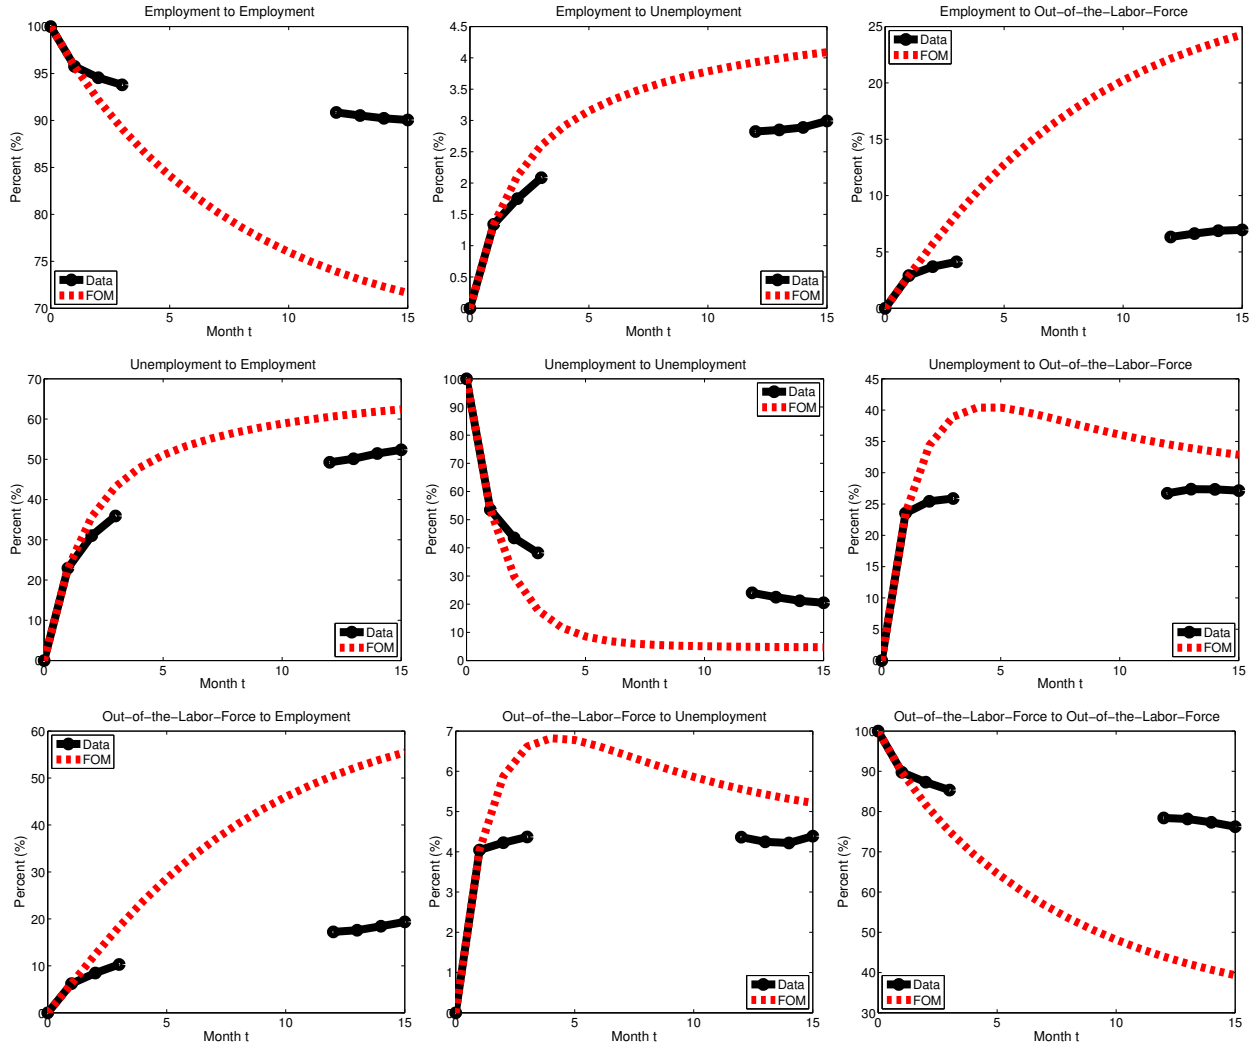 Employment to Employment
100
95
90
85
80
75
70
Percent (%)
Data
FOM
0
5
10
15
Month t
Employment to Unemployment
4.5
4
3.5
3
2.5
2
1.5
1
0.5
0
Percent (%)
Data
FOM
0
5
10
15
Month t
Employment to Out-of-the-Labor-Force
25
20
15
10
5
0
Percent (%)
Data
FOM
0
5
10
15
Month t
Unemployment to Employment
70
60
50
40
30
20
10
0
Percent (%)
Data
FOM
0
5
10
15
Month t
Unemployment to Unemployment
100
90
80
70
60
50
40
30
20
10
0
Percent (%)
Data
FOM
0
5
10
15
Month t
Unemployment to Out-of-the-Labor-Force
45
40
35
30
25
20
15
10
5
0
Percent (%)
Data
FOM
0
5
10
15
Month t
Out-of-the-Labor-Force to Employment
60
50
40
30
20
10
0
Percent (%)
Data
FOM
0
5
10
15
Month t
Out-of-the-Labor-Force to Unemployment
7
6
5
4
3
2
1
0
Percent (%)
Data
FOM
0
5
10
15
Month t
Out-of-the-Labor-Force to Out-of-the-Labor-Force
100
90
80
70
60
50
40
30
Percent (%)
Data
FOM
0
5
10
15
Month t